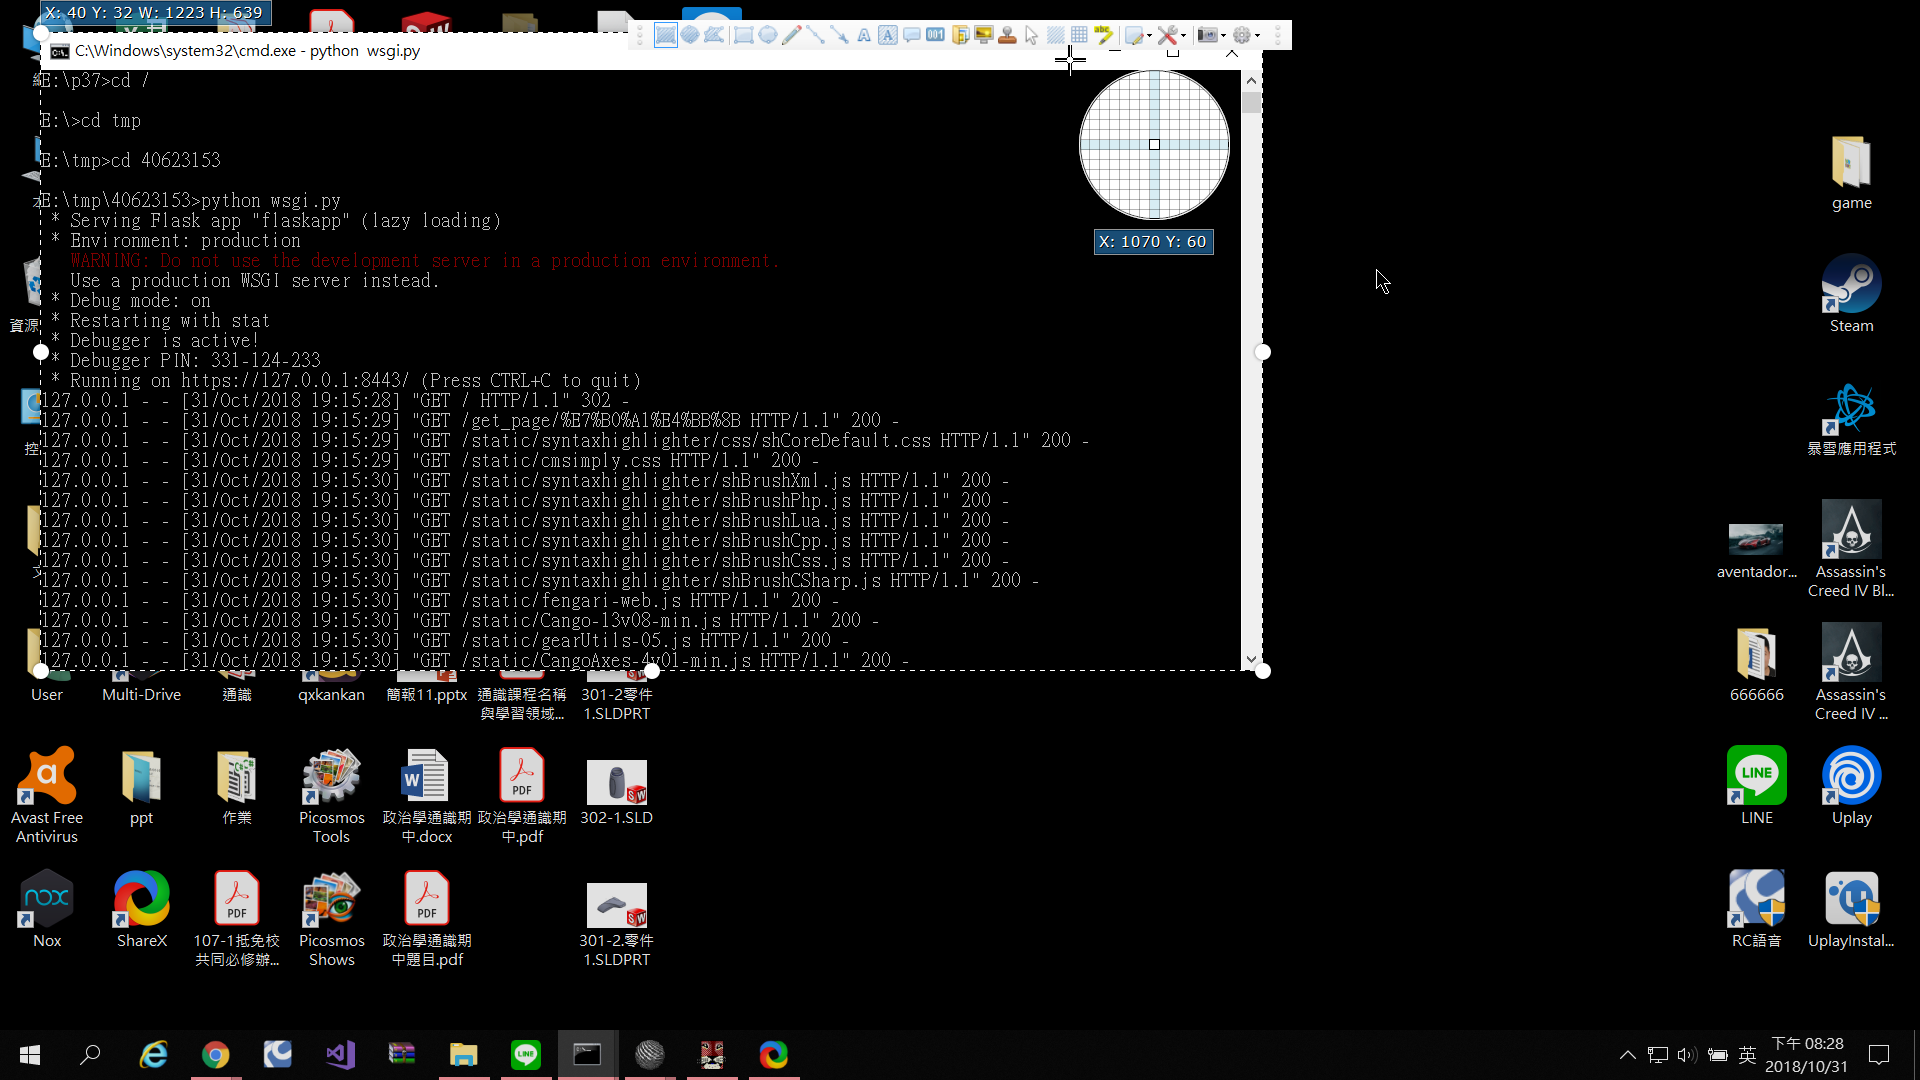 X: 40 Y: 32 W: 1223 H: 639
C:\Windows\system32\cmd.exe - python  wsgi.py
E:\p37>cd /
E:\>cd tmp
E:\tmp>cd 40623153
E:\tmp\40623153>python wsgi.py
 * Serving Flask app "flaskapp" (lazy loading)
 * Environment: production
   WARNING: Do not use the development server in a production environment.
   Use a production WSGI server instead.
 * Debug mode: on
 * Restarting with stat
 * Debugger is active!
 * Debugger PIN: 331-124-233
 * Running on https://127.0.0.1:8443/ (Press CTRL+C to quit)
127.0.0.1 - - [31/Oct/2018 19:15:28] "GET / HTTP/1.1" 302 -
127.0.0.1 - - [31/Oct/2018 19:15:29] "GET /get_page/%E7%B0%A1%E4%BB%8B HTTP/1.1" 200 -
127.0.0.1 - - [31/Oct/2018 19:15:29] "GET /static/syntaxhighlighter/css/shCoreDefault.css HTTP/1.1" 200 -
127.0.0.1 - - [31/Oct/2018 19:15:29] "GET /static/cmsimply.css HTTP/1.1" 200 -
127.0.0.1 - - [31/Oct/2018 19:15:30] "GET /static/syntaxhighlighter/shBrushXml.js HTTP/1.1" 200 -
127.0.0.1 - - [31/Oct/2018 19:15:30] "GET /static/syntaxhighlighter/shBrushPhp.js HTTP/1.1" 200 -
127.0.0.1 - - [31/Oct/2018 19:15:30] "GET /static/syntaxhighlighter/shBrushLua.js HTTP/1.1" 200 -
127.0.0.1 - - [31/Oct/2018 19:15:30] "GET /static/syntaxhighlighter/shBrushCpp.js HTTP/1.1" 200 -
127.0.0.1 - - [31/Oct/2018 19:15:30] "GET /static/syntaxhighlighter/shBrushCss.js HTTP/1.1" 200 -
127.0.0.1 - - [31/Oct/2018 19:15:30] "GET /static/syntaxhighlighter/shBrushCSharp.js HTTP/1.1" 200 -
127.0.0.1 - - [31/Oct/2018 19:15:30] "GET /static/fengari-web.js HTTP/1.1" 200 -
127.0.0.1 - - [31/Oct/2018 19:15:30] "GET /static/Cango-13v08-min.js HTTP/1.1" 200 -
127.0.0.1 - - [31/Oct/2018 19:15:30] "GET /static/gearUtils-05.js HTTP/1.1" 200 -
127.0.0.1 - - [31/Oct/2018 19:15:30] "GET /static/CangoAxes-4v01-min.js HTTP/1.1" 200 -
X: 1070 Y: 60
資源
控
game
Steam
暴雪應用程式
aventador...
Assassin's
Creed IV Bl...
666666
Assassin's
Creed IV ...
User
Multi-Drive
通識
qxkankan
簡報11.pptx
通識課程名稱
與學習領域...
301-2零件
1.SLDPRT
Avast Free
Antivirus
ppt
作業
Picosmos
Tools
政治學通識期
中.docx
政治學通識期
中.pdf
302-1.SLD
LINE
LINE
Uplay
nox
Nox
ShareX
107-1抵免校
共同必修辦...
Picosmos
Shows
政治學通識期
中題目.pdf
301-2.零件
1.SLDPRT
RC語音
UplayInstal...
英
下午 08:28
2018/10/31